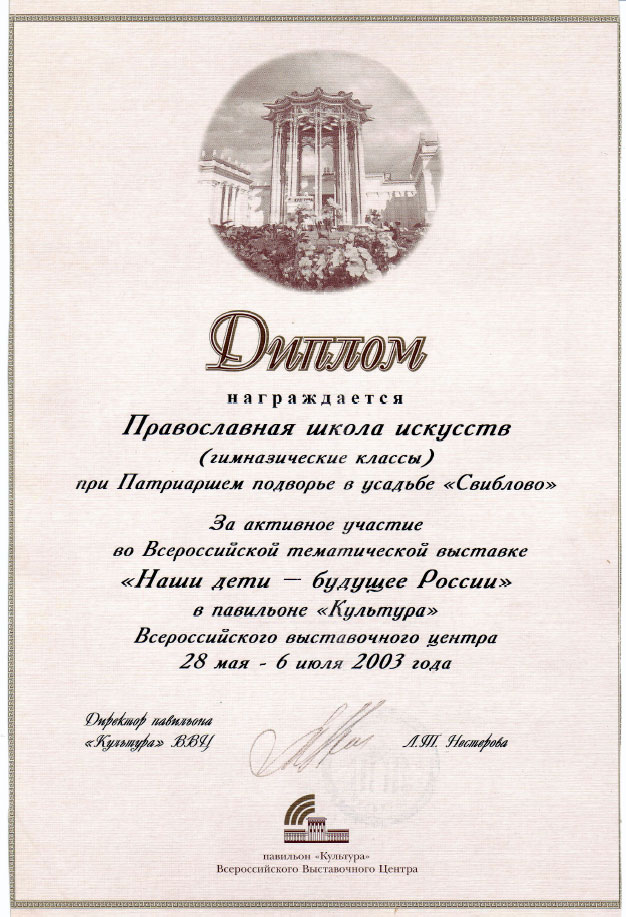 Диплом
награждается
Православная школа искусств
(гимназические классы)
при Патриаршем подворье в усадьбе «Свиблово»
За активное участие
во Всероссийской тематической выставке
«Наши дети — будущее России»
в павильоне «Культура»
Всероссийского выставочного центра
28 мая - 6 июля 2003 года
Директор павильона
«Культура» ВВЦ
Л.Т. Нестерова
павильон «Культура»
Всероссийского Выставочного Центра